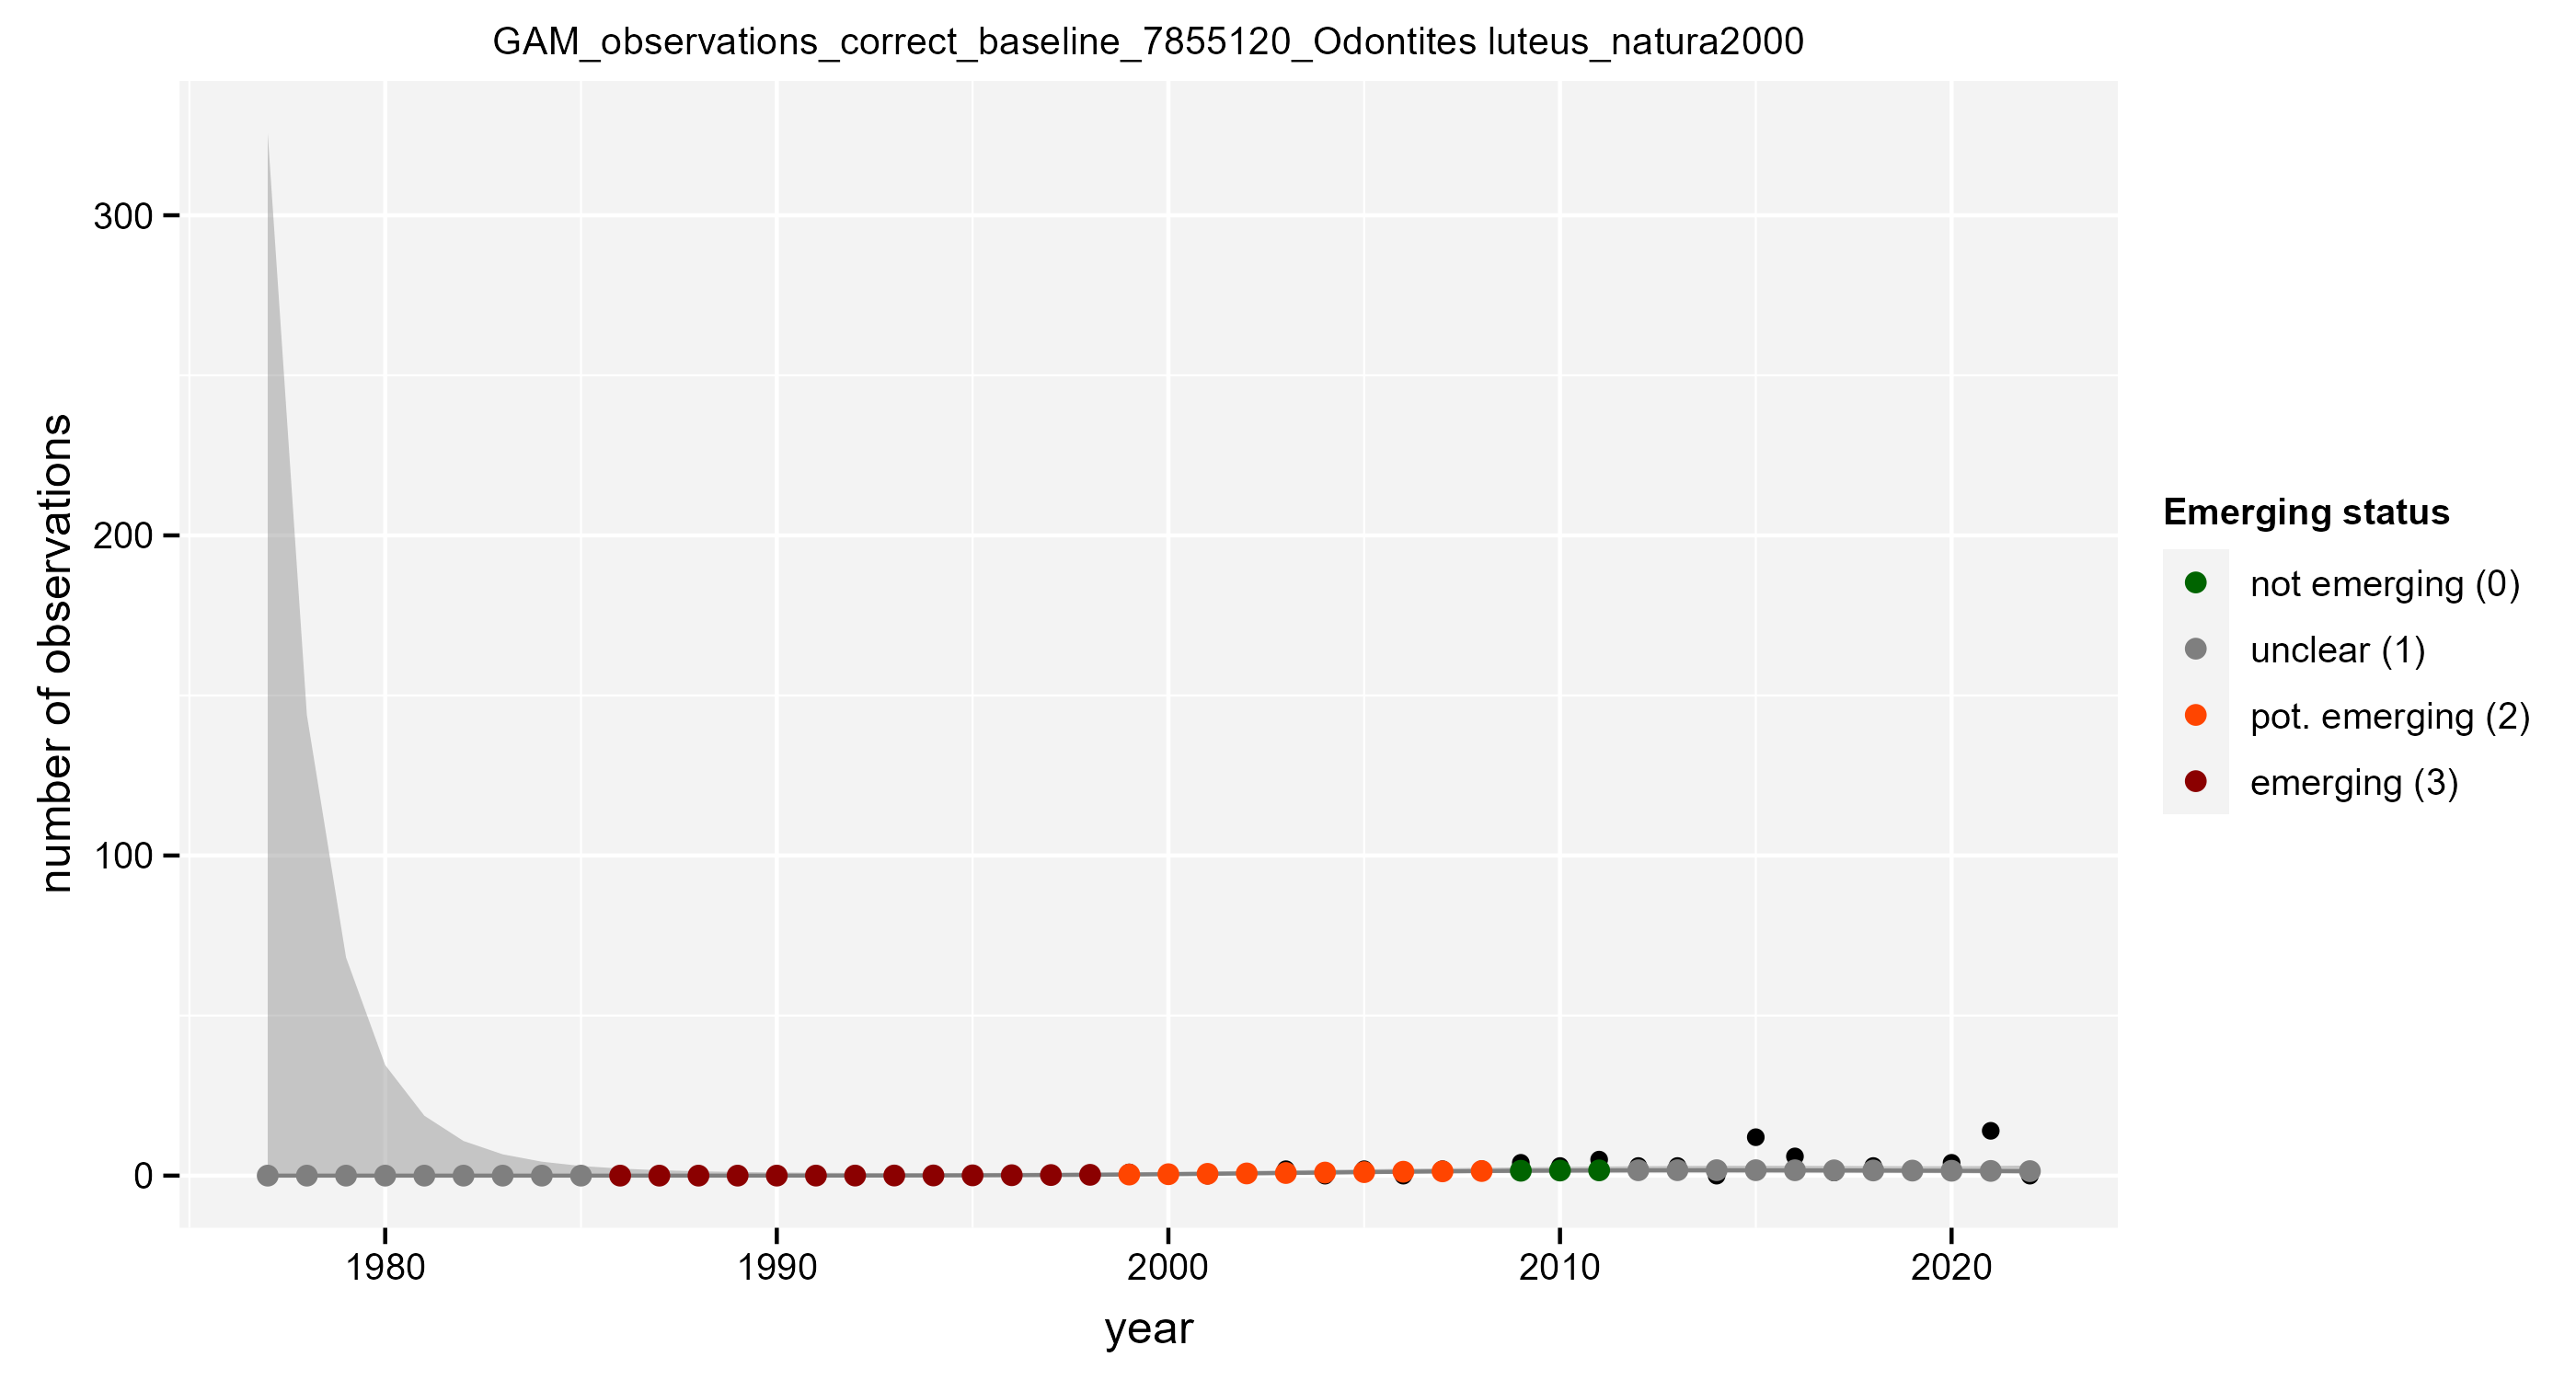 GAM_observations_correct_baseline_7855120_Odontites luteus_natura2000
number of observations
300
200
100
0
1980
1990
2000
2010
2020
year
Emerging status
not emerging (0)
unclear (1)
pot. emerging (2)
emerging (3)